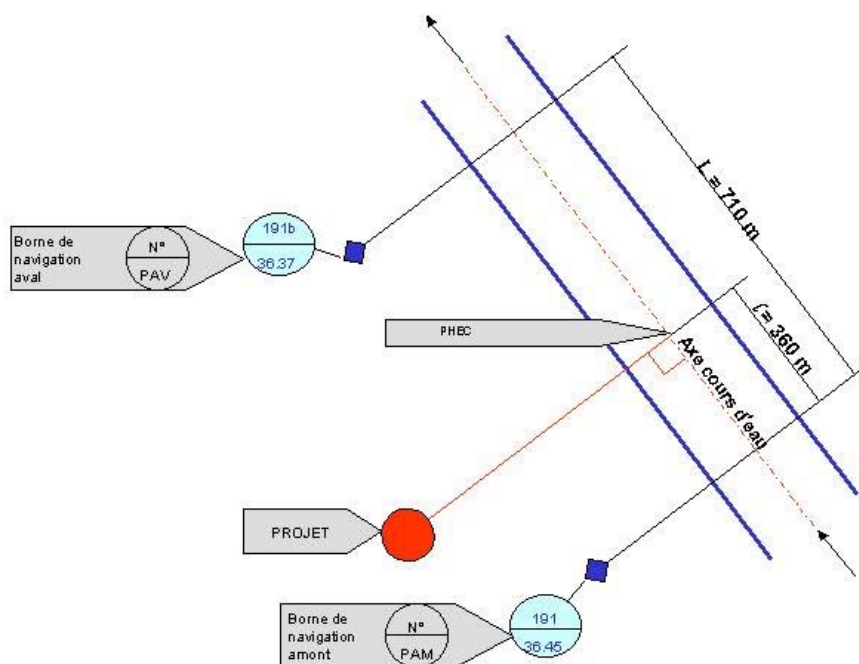 L = 710 m
191b
36.37
Borne de
navigation
aval
N°
PAV
PHEC
l = 360 m
Axe cours d'eau
PROJET
191
36.45
Borne de
navigation
amont
N°
PAM